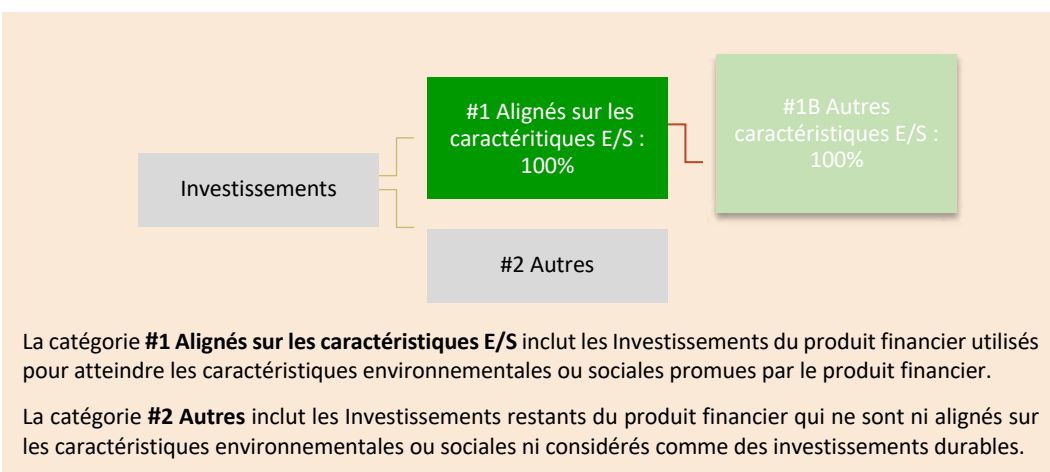 #1 Alignés sur les
caractéritiques E/S :
100%
#1B Autres
caractéristiques E/S :
100%
Investissements
#2 Autres
La catégorie #1 Alignés sur les caractéristiques E/S inclut les Investissements du produit financier utilisés
pour atteindre les caractéristiques environnementales ou sociales promues par le produit financier.
La catégorie #2 Autres inclut les Investissements restants du produit financier qui ne sont ni alignés sur
les caractéristiques environnementales ou sociales ni considérés comme des investissements durables.